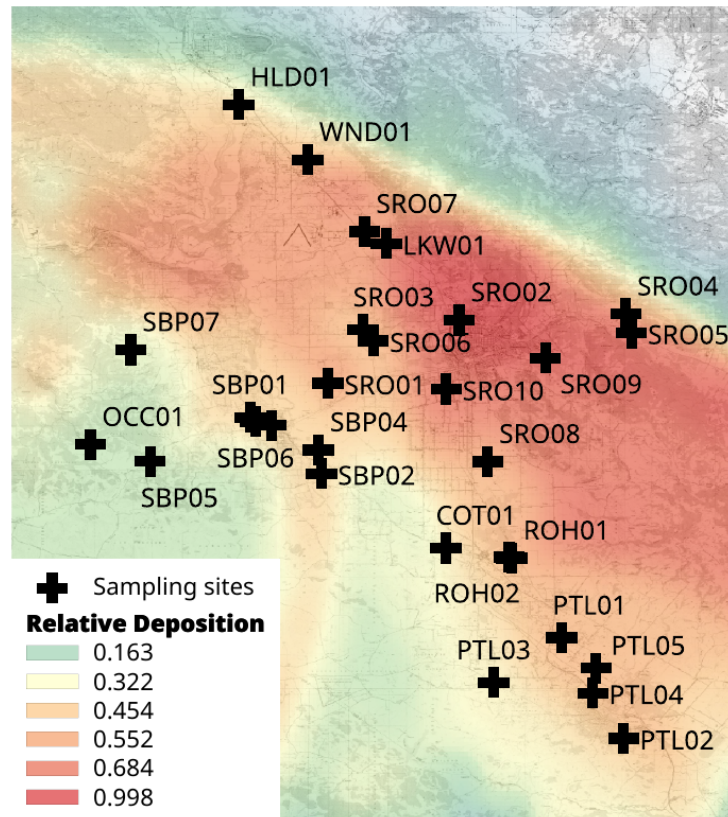 HLD01
WND01
SRO07
LKW01
SRO04
SRO03
SRO02
SBP07
SRO05
SRO06
SBP01
SRO01
SRO10
SRO09
OCC01
SBP04
SRO08
SBP06
SBP02
SBP05
COT01
ROH01
Sampling sites
ROH02
PTL01
Relative Deposition
0.163
PTL03
PTL05
0.322
PTL04
0.454
PTL02
0.552
0.684
0.998